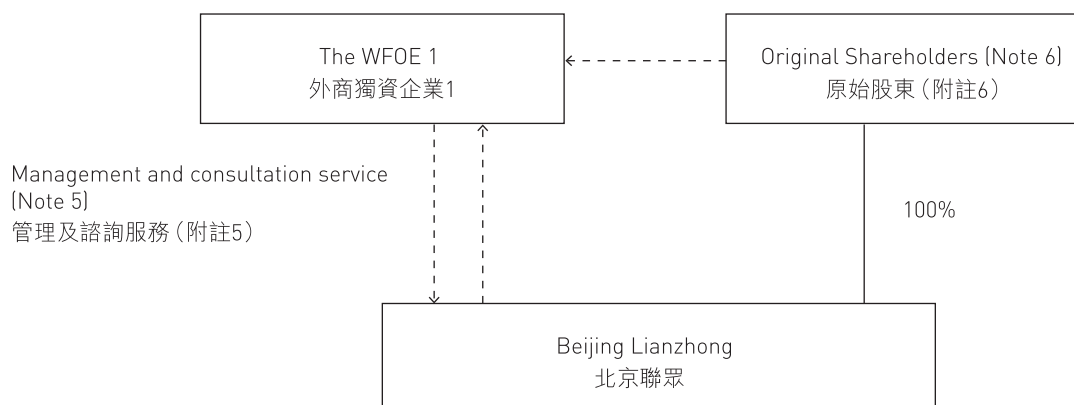 The WFOE 1
外商獨資企業1
Original Shareholders (Note 6)
原始股東（附註6）
Management and consultation service
(Note 5)
管理及諮詢服務（附註5）
100%
Beijing Lianzhong
北京聯眾